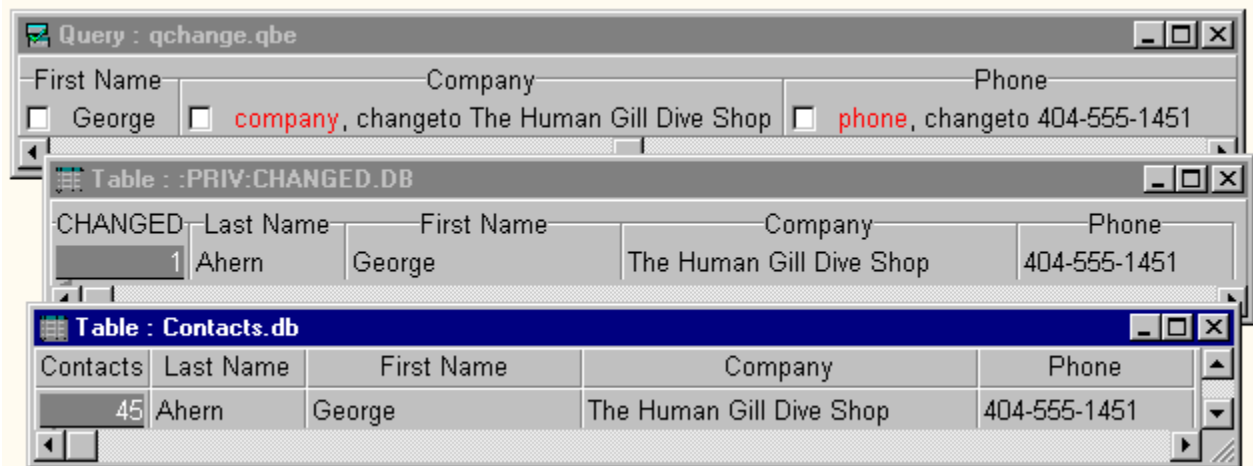 Query : qchange.qbe
First Name Company Phone
George company, changeto The Human Gill Dive Shop phone, changeto 404-555-1451
Table : :PRIV:CHANGED.DB
CHANGED Last Name First Name Company Phone
1 Ahern George The Human Gill Dive Shop 404-555-1451
Table : Contacts.db
Contacts Last Name First Name Company Phone
45 Ahern George The Human Gill Dive Shop 404-555-1451